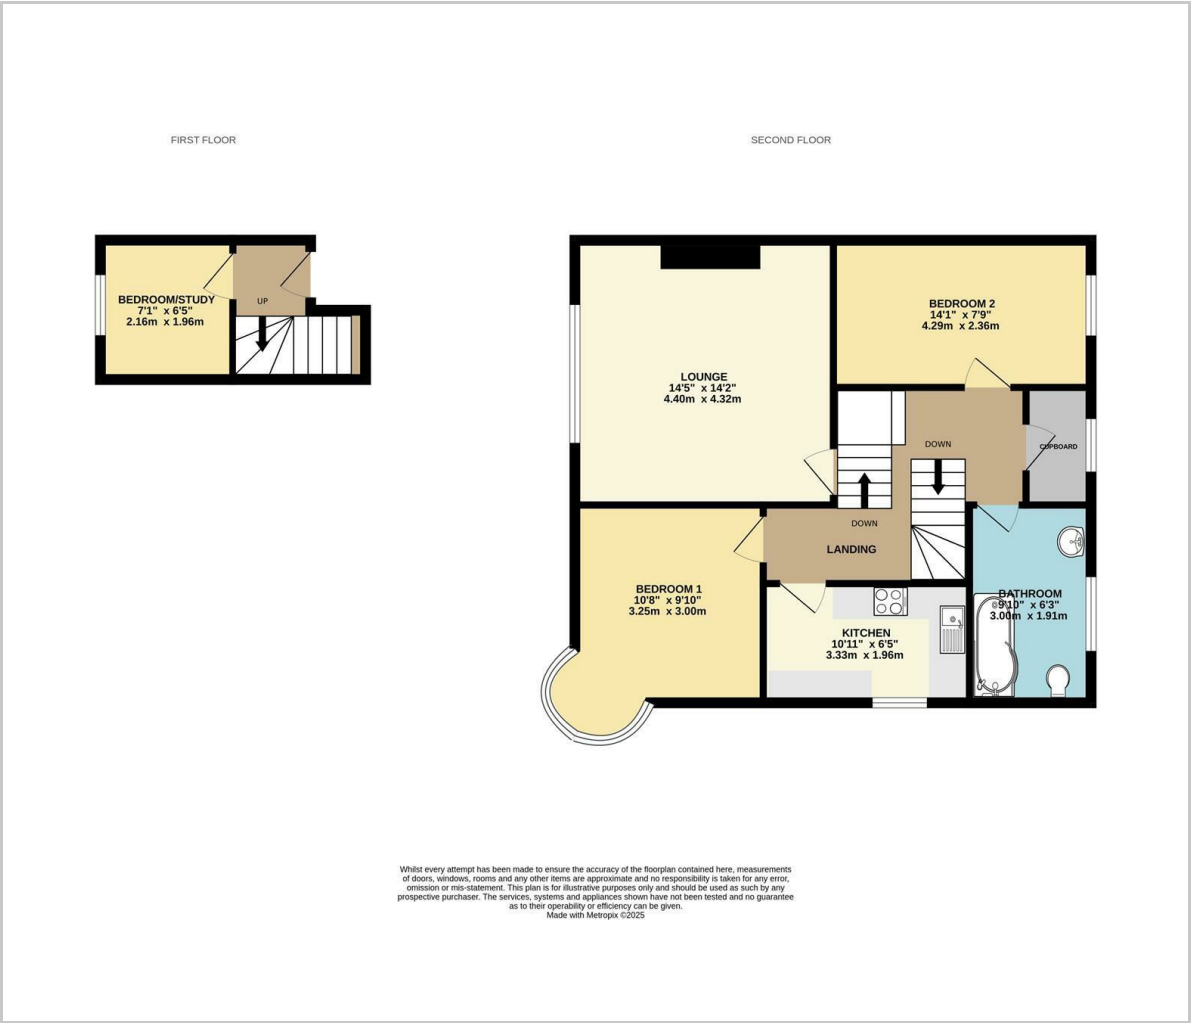 FIRST FLOOR
SECOND FLOOR
BEDROOM/STUDY
7'1" x 6'5"
2.16m x 1.96m
UP
LOUNGE
14'5" x 14'2"
4.40m x 4.32m
BEDROOM 2
14'1" x 7'9"
4.29m x 2.36m
DOWN
CUPBOARD
DOWN
LANDING
BEDROOM 1
10'8" x 9'10"
3.25m x 3.00m
KITCHEN
10'11" x 6'5"
3.33m x 1.96m
BATHROOM
9'10" x 6'3"
3.00m x 1.91m
Whilst every attempt has been made to ensure the accuracy of the floorplan contained here, measurements
of doors, windows, rooms and any other items are approximate and no responsibility is taken for any error,
omission or mis-statement. This plan is for illustrative purposes only and should be used as such by any
prospective purchaser. The services, systems and appliances shown have not been tested and no guarantee
as to their operability or efficiency can be given.
Made with Metropix ©2025